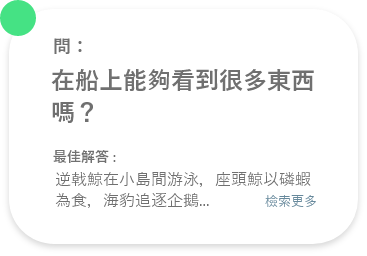 問：
在船上能夠看到很多東西
嗎？
最佳解答：
逆戟鯨在小島間游泳，座頭鯨以磷蝦
為食，海豹追逐企鵝...
檢索更多